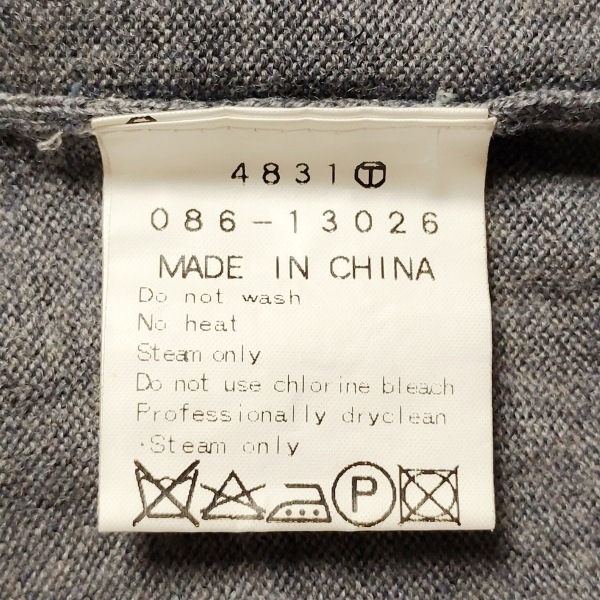 4831Ⓣ
086-13026
MADE IN CHINA
Do not wash
No heat
Steam only
Do not use chlorine bleach
Professionally dryclean
·Steam only
P